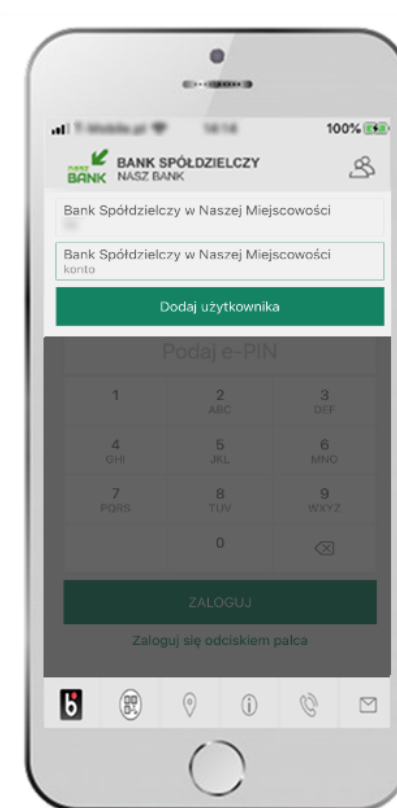 100%
nasz
BANK
BANK SPÓŁDZIELCZY
NASZ BANK
Bank Spółdzielczy w Naszej Miejscowości
Bank Spółdzielczy w Naszej Miejscowości
konto
Dodaj użytkownika
Podaj e-PIN
1 2 3
ABC DEF
4 5 6
GHI JKL MNO
7 8 9
PQRS TUV WXYZ
0
ZALOGUJ
Zaloguj się odciskiem palca